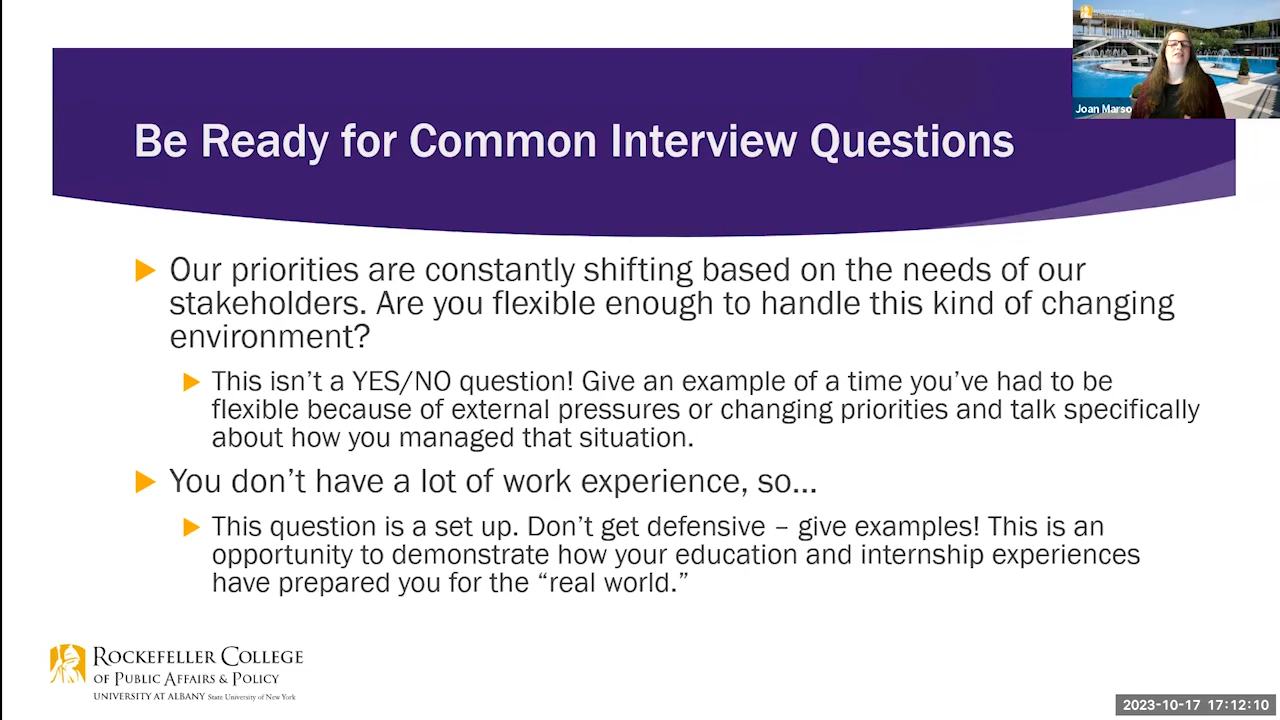 Joan Marso
Be Ready for Common Interview Questions
Our priorities are constantly shifting based on the needs of our
stakeholders. Are you flexible enough to handle this kind of changing
environment?
This isn’t a YES/NO question! Give an example of a time you’ve had to be
flexible because of external pressures or changing priorities and talk specifically
about how you managed that situation.
You don’t have a lot of work experience, so…
This question is a set up. Don’t get defensive – give examples! This is an
opportunity to demonstrate how your education and internship experiences
have prepared you for the “real world.”
ROCKEFELLER COLLEGE
OF PUBLIC AFFAIRS & POLICY
UNIVERSITY AT ALBANY State University of New York
2023-10-17 17:12:10